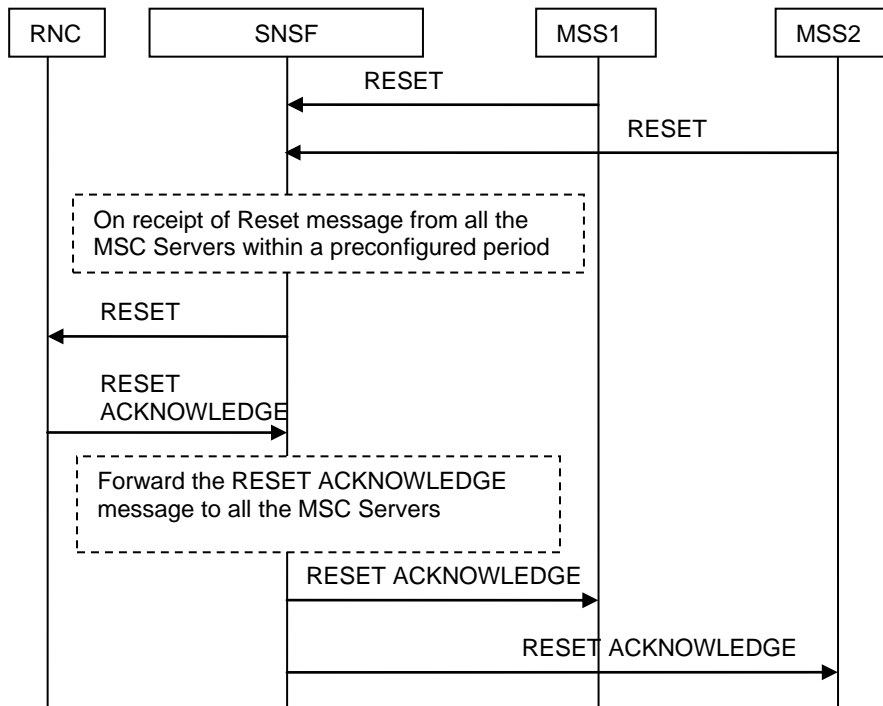 RNC
SNSF
MSS1
MSS2
RESET
RESET
On receipt of Reset message from all the
MSC Servers within a preconfigured period
RESET
RESET
ACKNOWLEDGE
Forward the RESET ACKNOWLEDGE
message to all the MSC Servers
RESET ACKNOWLEDGE
RESET ACKNOWLEDGE